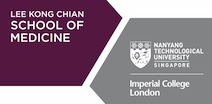 LEE KONG CHIAN
SCHOOL OF
MEDICINE
NANYANG
TECHNOLOGICAL
UNIVERSITY
SINGAPORE
Imperial College
London